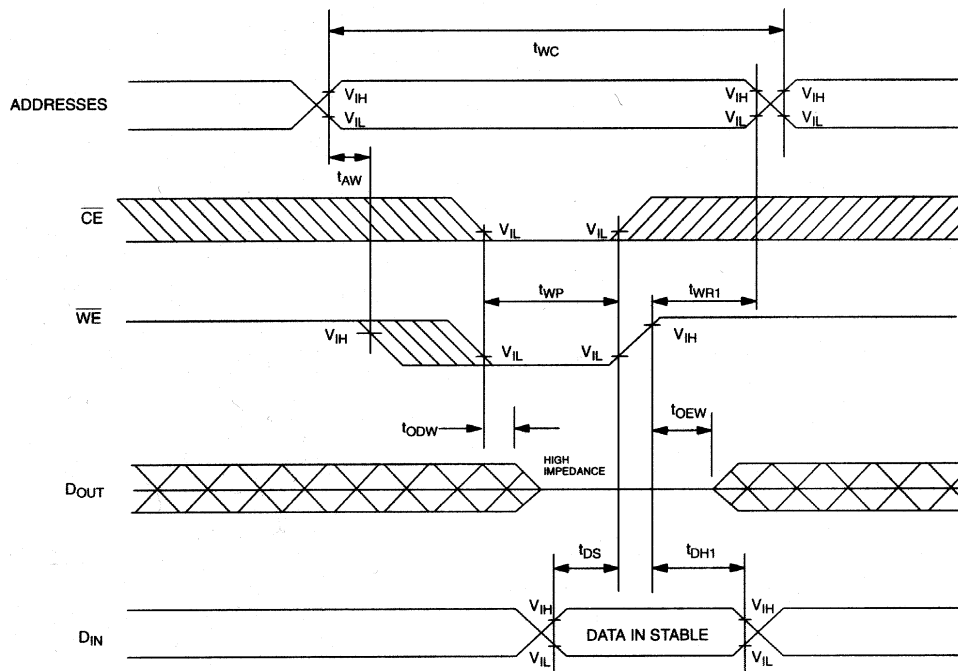 tWC
ADDRESSES
VIH
VIL
VIH
VIL
VIH
VIL
tAW
CE
VIL
VIL
tWP
tWR1
WE
VIH
VIL
VIL
VIH
tODW
tOEW
HIGH
IMPEDANCE
DOUT
tDS
tDH1
VIH
VIH
DIN
DATA IN STABLE
VIL
VIL